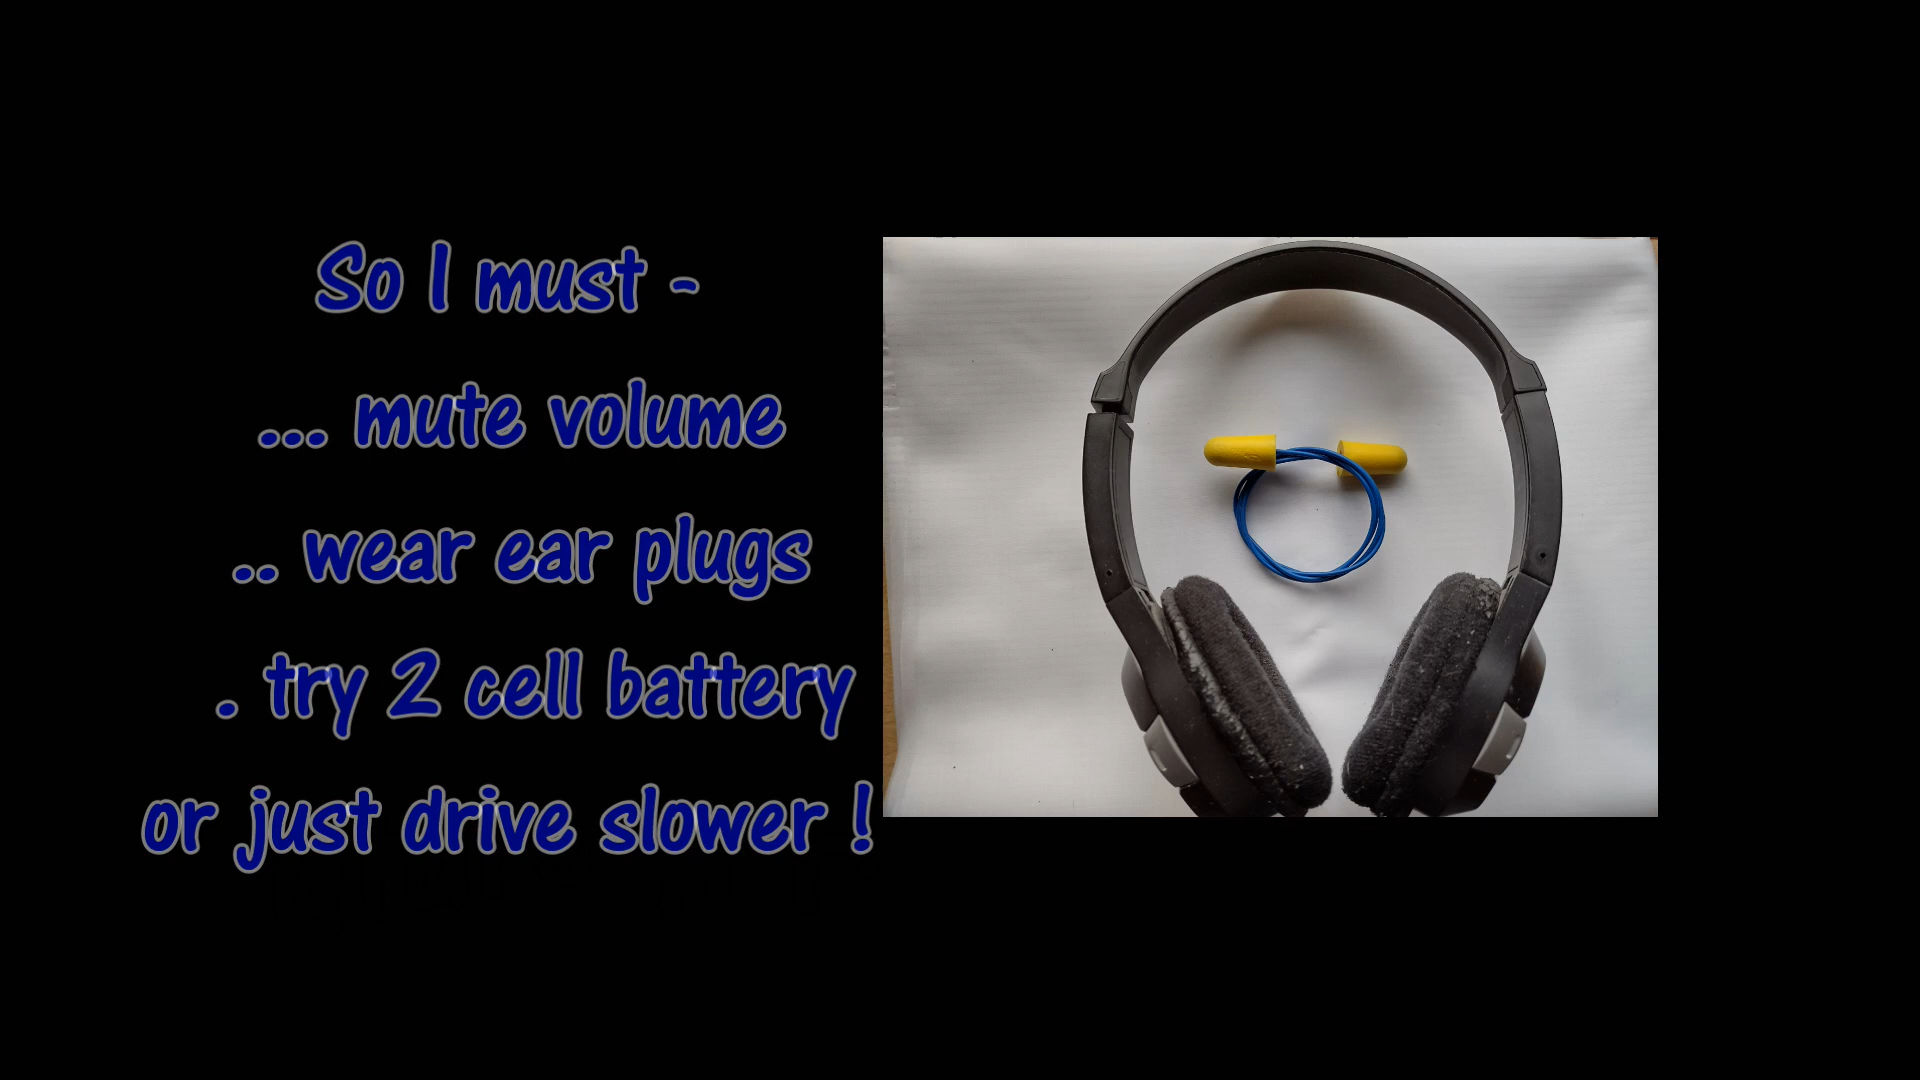 So I must -
... mute volume
.. wear ear plugs
. try 2 cell battery
or just drive slower !